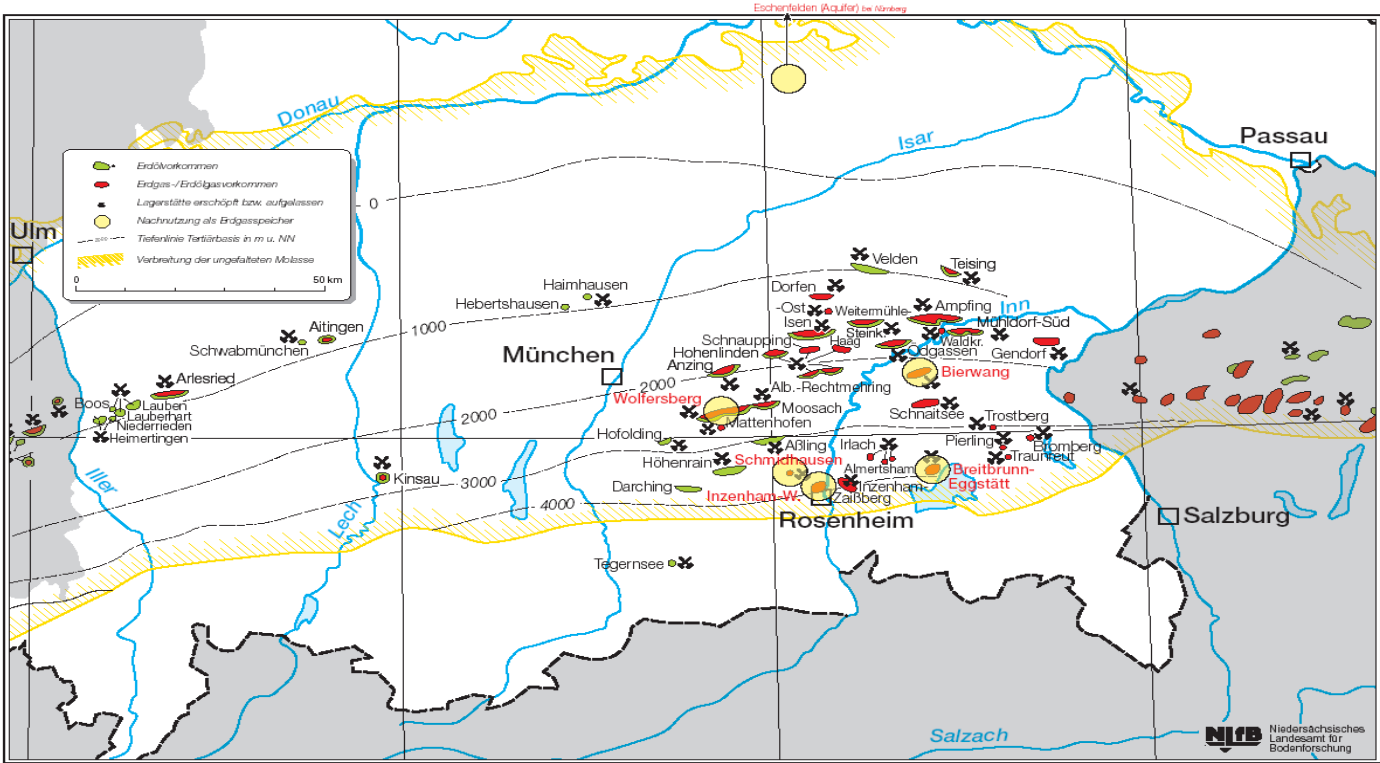 Eschenfelden (Aquifer) bei Nürnberg
Donau
Isar
Passau
Erdölvorkommen
Erdgas-/Erdölgasvorkommen
Lagerstätte erschöpft bzw. aufgelassen
Nachnutzung als Erdgasspeicher
Tiefenlinie Tertiärbasis in m u. NN
Verbreitung der ungefalteten Molasse
0
50 km
0
Ulm
Velden
Teising
Haimhausen
Hebertshausen
Dorfen
-Ost
Weitermühle
Ampfing
Inn
Isen
Aitingen
1000
Steink.
Waldkr.
Mühldorf-Süd
Schwabmünchen
Schnaupping
Haag
Odgassen
Gendorf
München
Hohenlinden
Anzing
Bierwang
Arlesried
2000
Alb.-Rechtmehring
Wolfersberg
Boos
Lauben
Moosach
Schnaitsee
Lauberhart
2000
Mattenhofen
Trostberg
Niederrieden
Heimertingen
Hofolding
Aßling
Irlach
Pierling
Bromberg
Höhenrain
Schmidhausen
Almertsham
Breitbrunn-
Eggstätt
Traunreut
Iller
Kinsau
3000
Darching
Inzenham-W.
Inzenham-
Zaißberg
Lech
4000
Rosenheim
Salzburg
Tegernsee
Salzach
NLfB
Niedersächsisches
Landesamt für
Bodenforschung